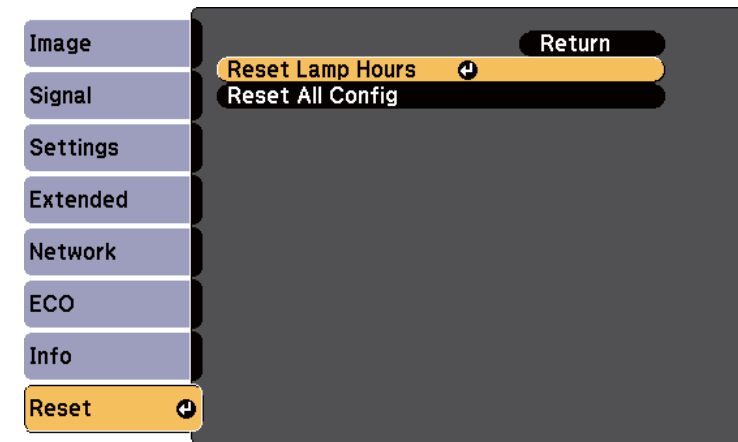 Image
Signal
Settings
Extended
Network
ECO
Info
Reset
Return
Reset Lamp Hours
Reset All Config